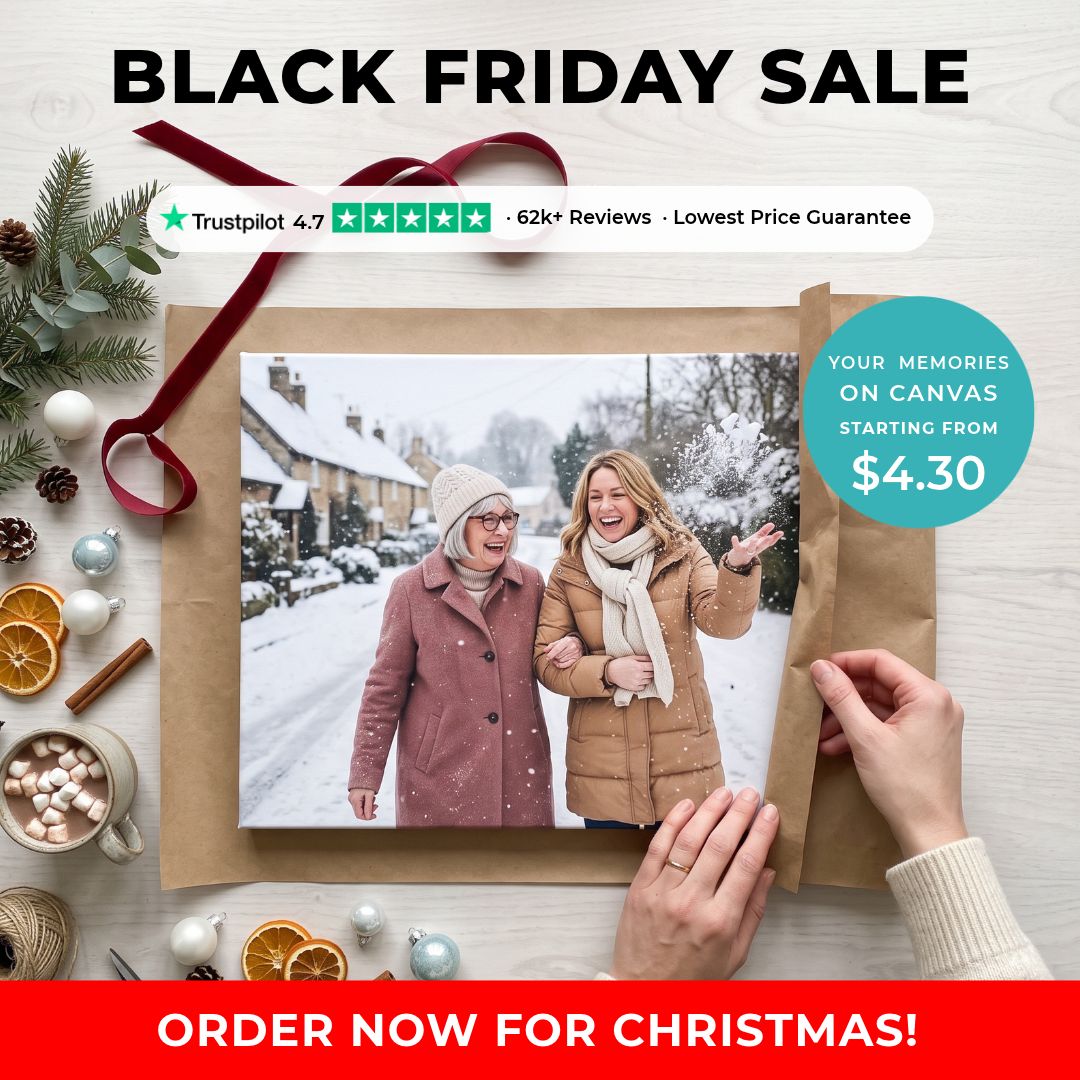 BLACK FRIDAY SALE
Trustpilot 4.7 · 62k+ Reviews · Lowest Price Guarantee
YOUR MEMORIES
ON CANVAS
STARTING FROM
$4.30
ORDER NOW FOR CHRISTMAS!